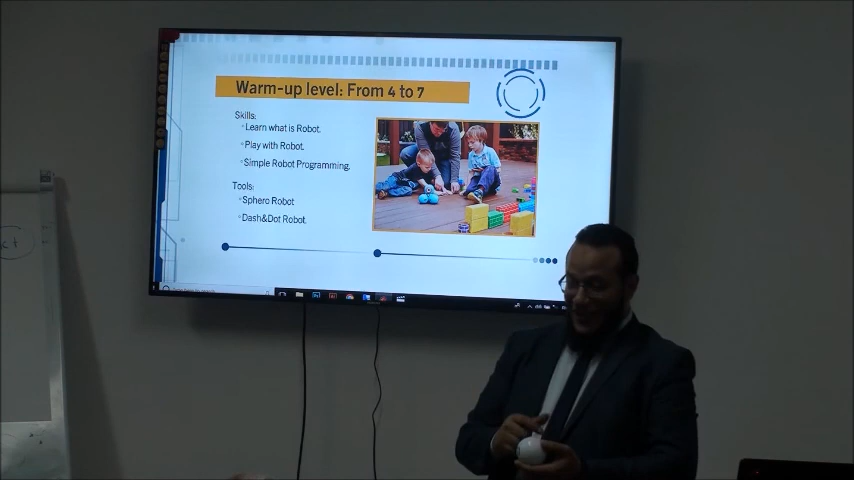 Warm-up level: From 4 to 7
Skills:
Learn what is Robot.
Play with Robot.
Simple Robot Programming.
Tools:
Sphero Robot
Dash&Dot Robot.